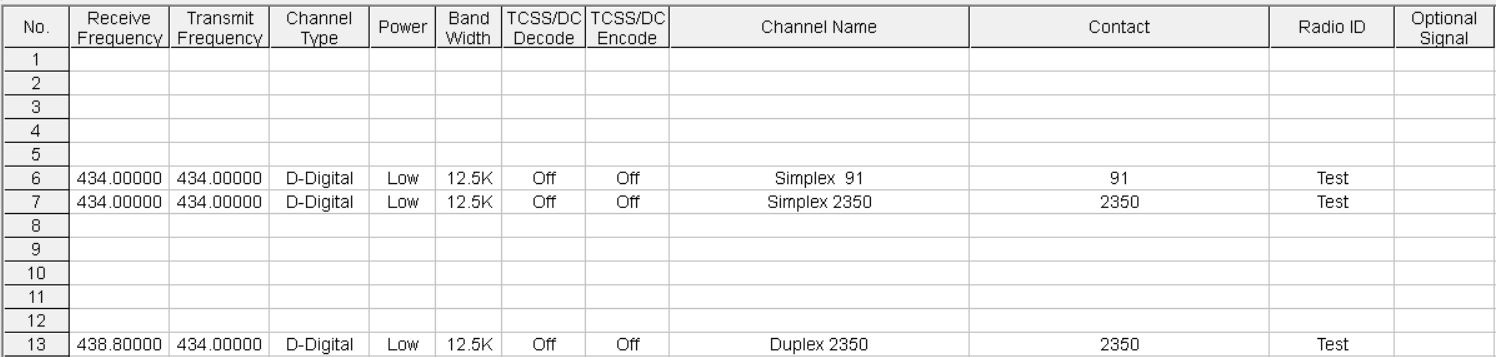 No. Receive Frequency Transmit Frequency Channel Type Power Band Width TCSS/DC Decode TCSS/DC Encode Channel Name Contact Radio ID Optional Signal
1
2
3
4
5
6 434.00000 434.00000 D-Digital Low 12.5K Off Off Simplex 91 91 Test
7 434.00000 434.00000 D-Digital Low 12.5K Off Off Simplex 2350 2350 Test
8
9
10
11
12
13 438.80000 434.00000 D-Digital Low 12.5K Off Off Duplex 2350 2350 Test